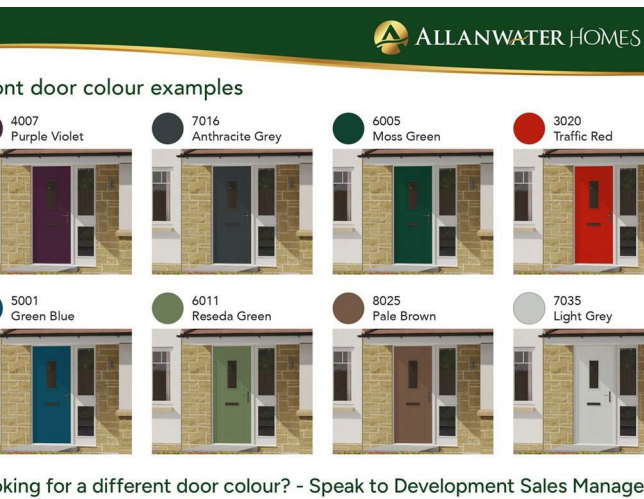 ALLANWATER HOMES
ont door colour examples
4007
Purple Violet
7016
Anthracite Grey
6005
Moss Green
3020
Traffic Red
5001
Green Blue
6011
Reseda Green
8025
Pale Brown
7035
Light Grey
king for a different door colour? - Speak to Development Sales Manage